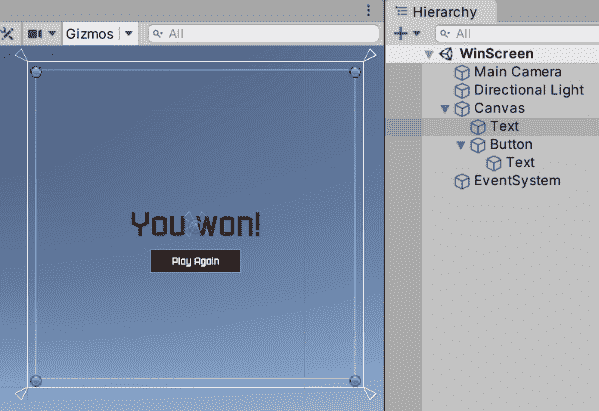 Gizmos
All
You won!
Play Again
Hierarchy
All
WinScreen
Main Camera
Directional Light
Canvas
Text
Button
Text
EventSystem